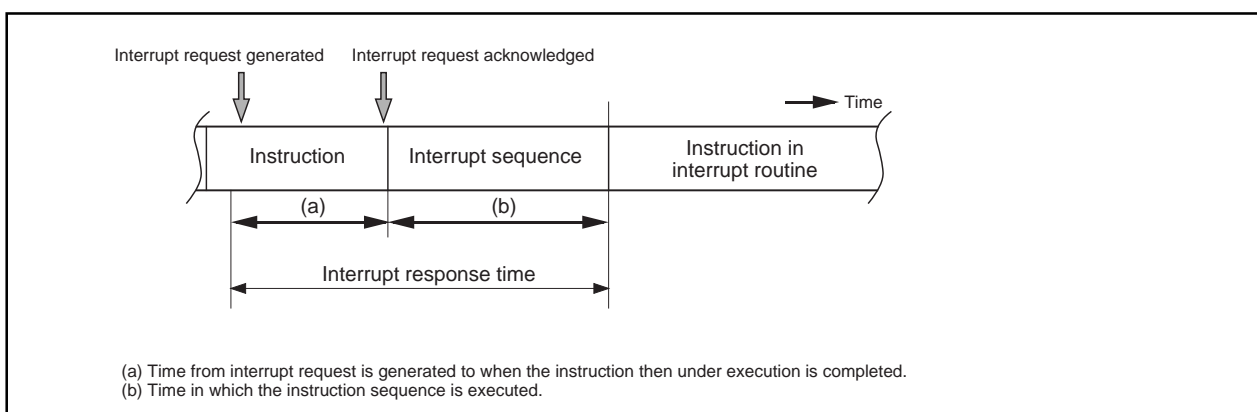 Interrupt request generated
Interrupt request acknowledged
Time
Instruction
Interrupt sequence
Instruction in
interrupt routine
(a)
(b)
Interrupt response time
(a) Time from interrupt request is generated to when the instruction then under execution is completed.
(b) Time in which the instruction sequence is executed.